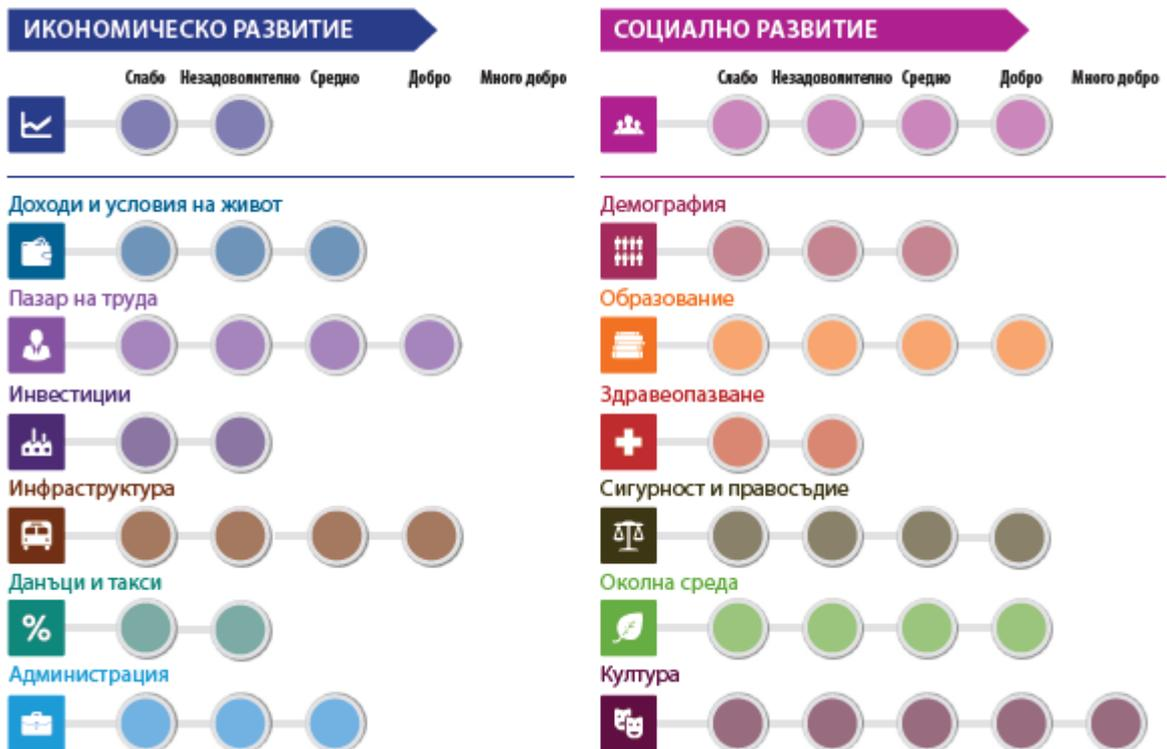 ИКОНОМИЧЕСКО РАЗВИТИЕ
Слабо Незадоволително Средно Добро Много добро
Доходи и условия на живот
Пазар на труда
Инвестиции
Инфраструктура
Данъци и такси
%
Администрация
СОЦИАЛНО РАЗВИТИЕ
Слабо Незадоволително Средно Добро Много добро
Демография
Образование
Здравеопазване
Сигурност и правосъдие
Околна среда
Култура